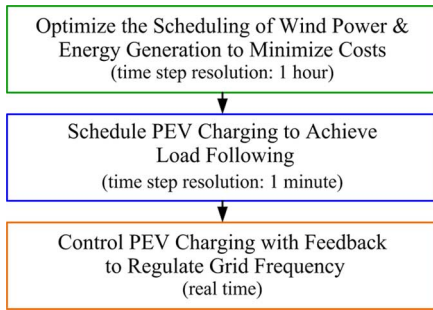 Optimize the Scheduling of Wind Power &
Energy Generation to Minimize Costs
(time step resolution: 1 hour)
Schedule PEV Charging to Achieve
Load Following
(time step resolution: 1 minute)
Control PEV Charging with Feedback
to Regulate Grid Frequency
(real time)